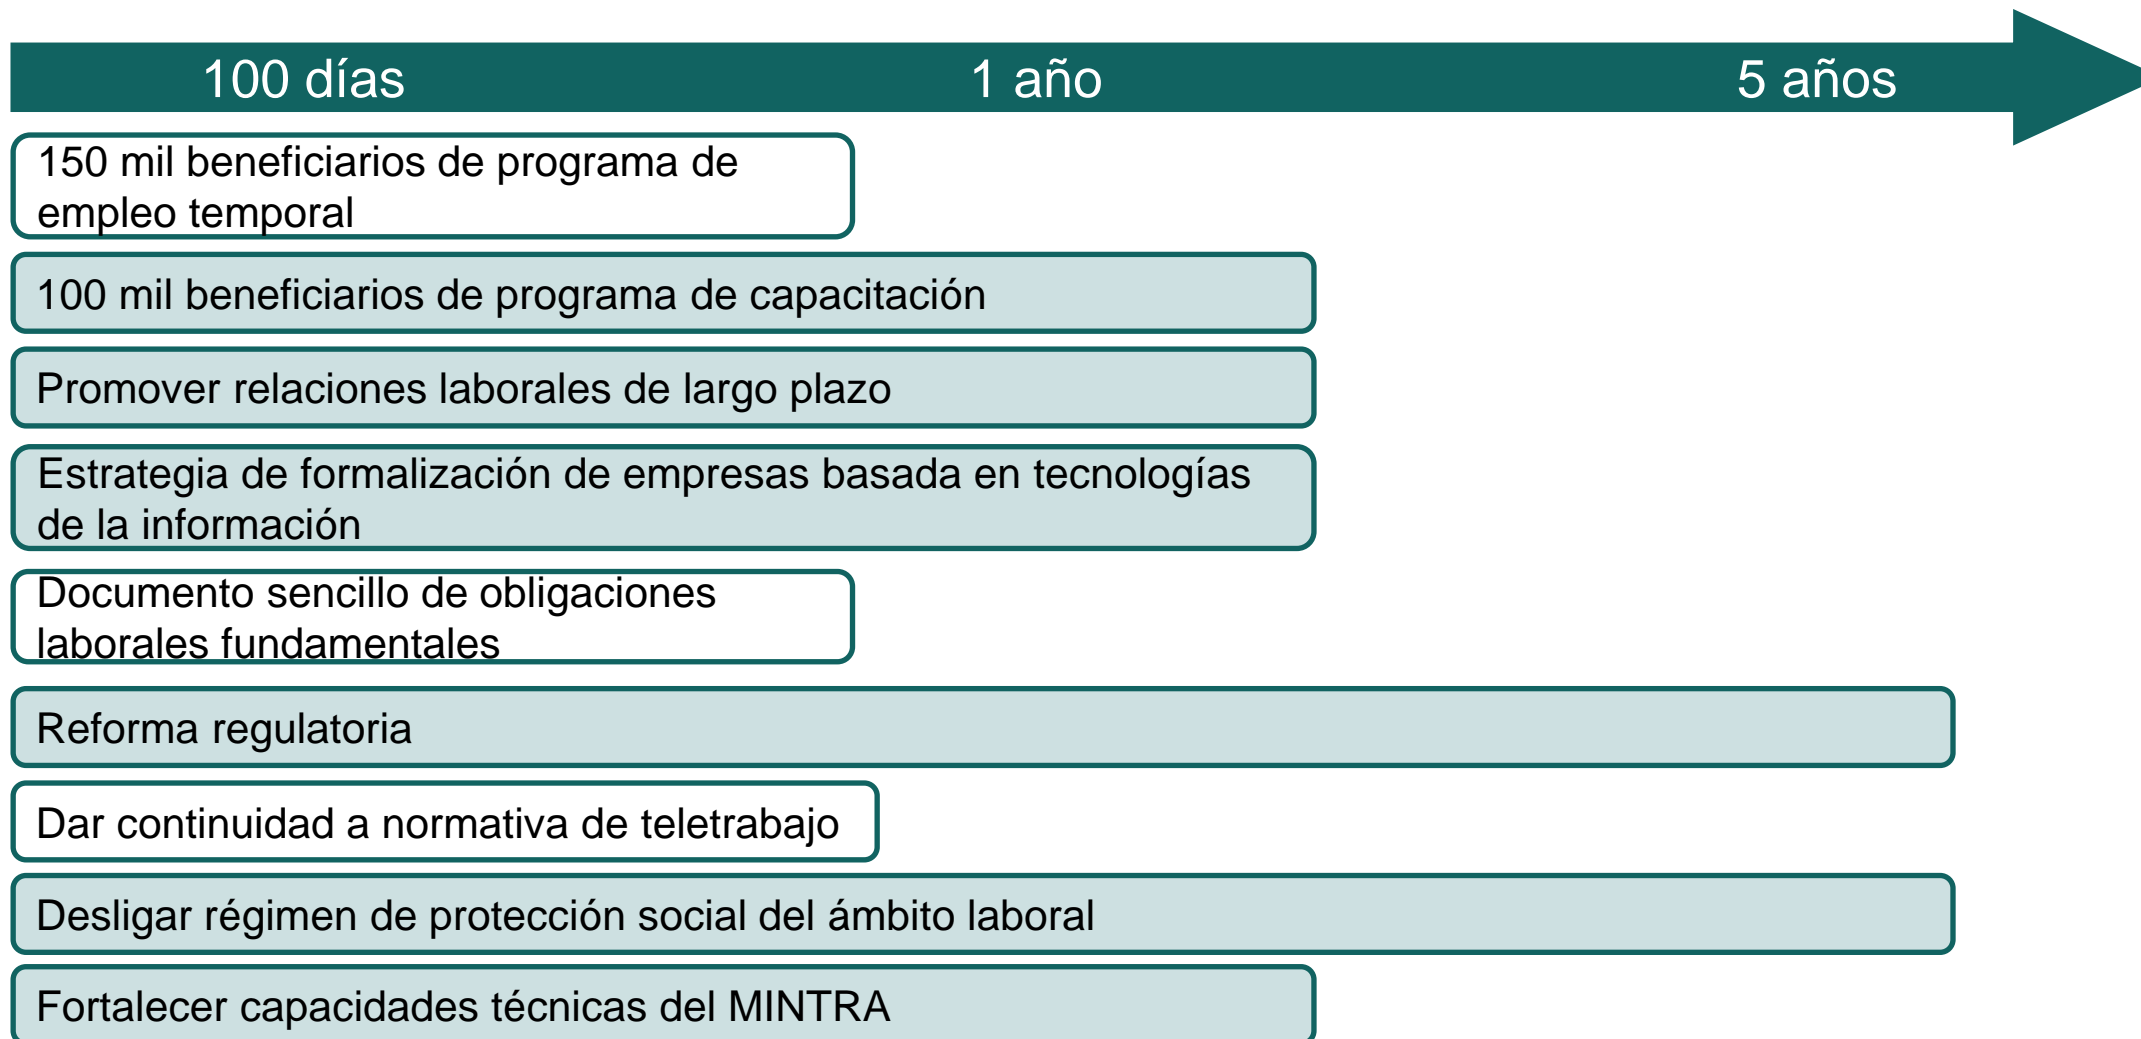 100 días 1 año 5 años
150 mil beneficiarios de programa de
empleo temporal
100 mil beneficiarios de programa de capacitación
Promover relaciones laborales de largo plazo
Estrategia de formalización de empresas basada en tecnologías
de la información
Documento sencillo de obligaciones
laborales fundamentales
Reforma regulatoria
Dar continuidad a normativa de teletrabajo
Desligar régimen de protección social del ámbito laboral
Fortalecer capacidades técnicas del MINTRA